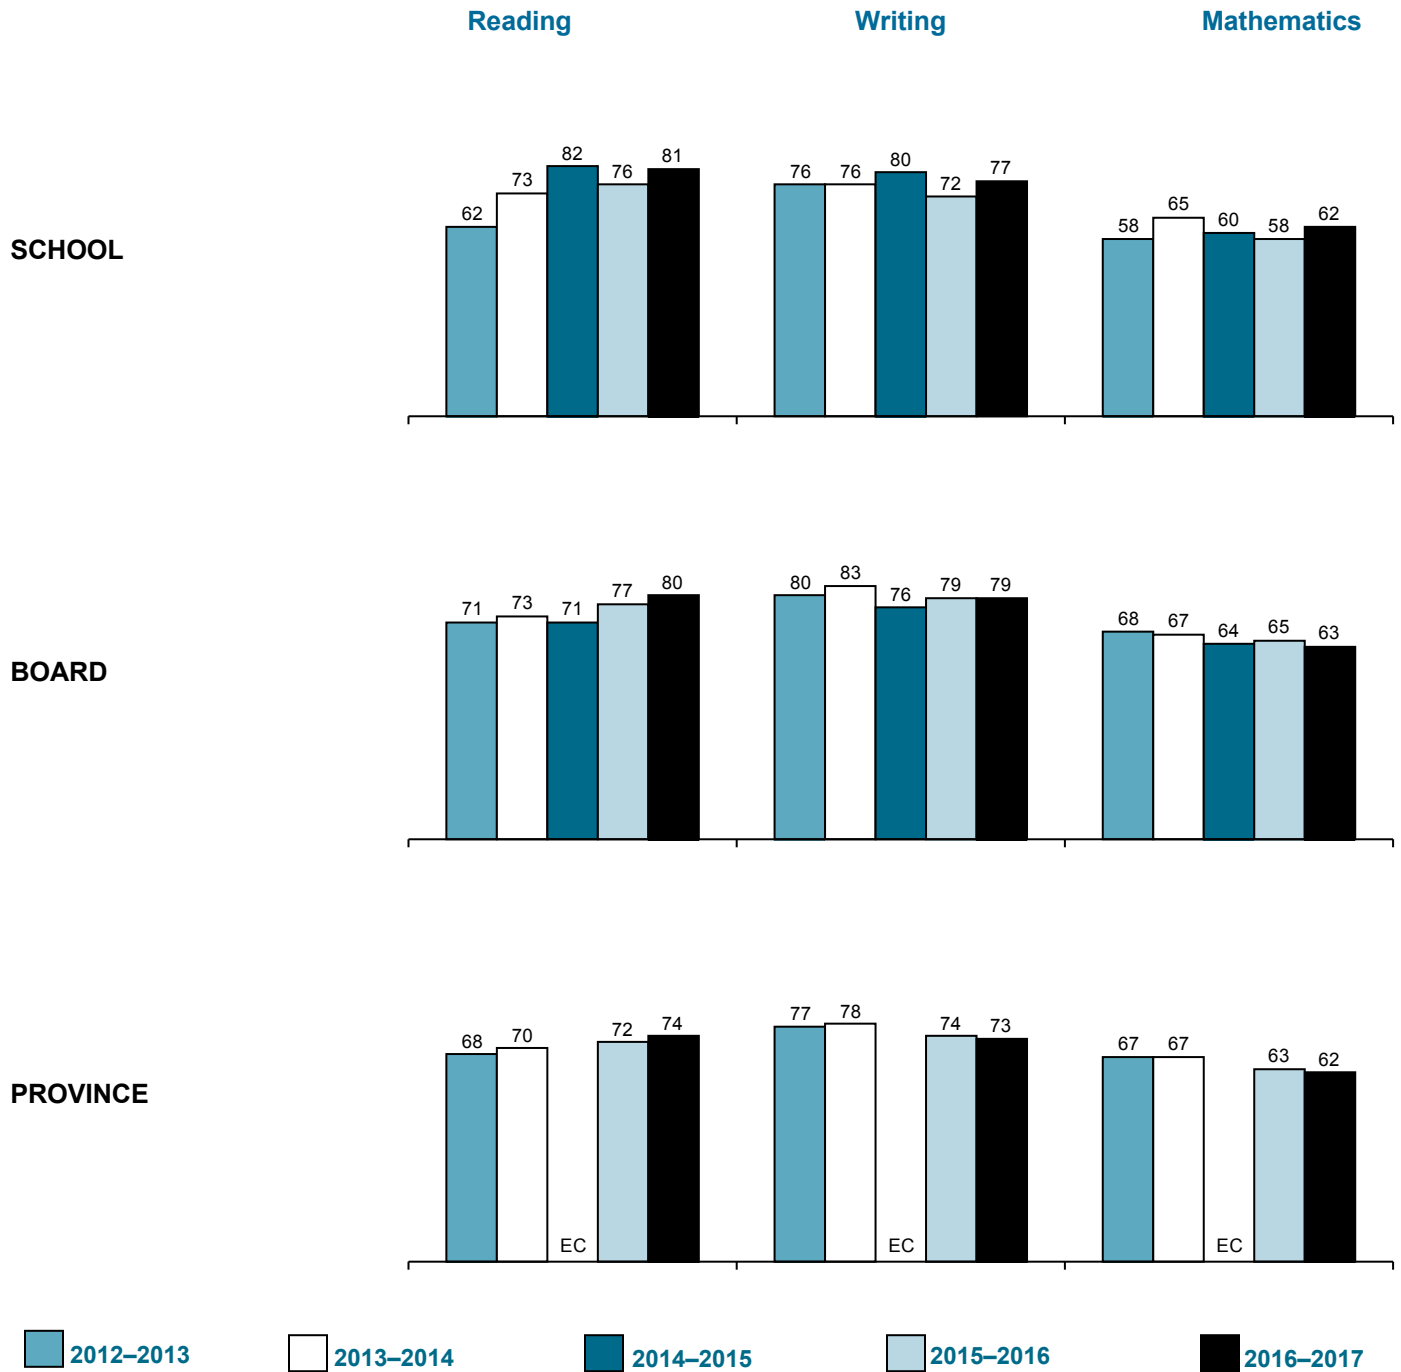 Reading Writing Mathematics
SCHOOL
62 73 82 76 81 76 76 80 72 77 58 65 60 58 62
BOARD
71 73 71 77 80 80 83 76 79 79 68 67 64 65 63
PROVINCE
68 70 EC 72 74 77 78 EC 74 73 67 67 EC 63 62
2012–2013 2013–2014 2014–2015 2015–2016 2016–2017